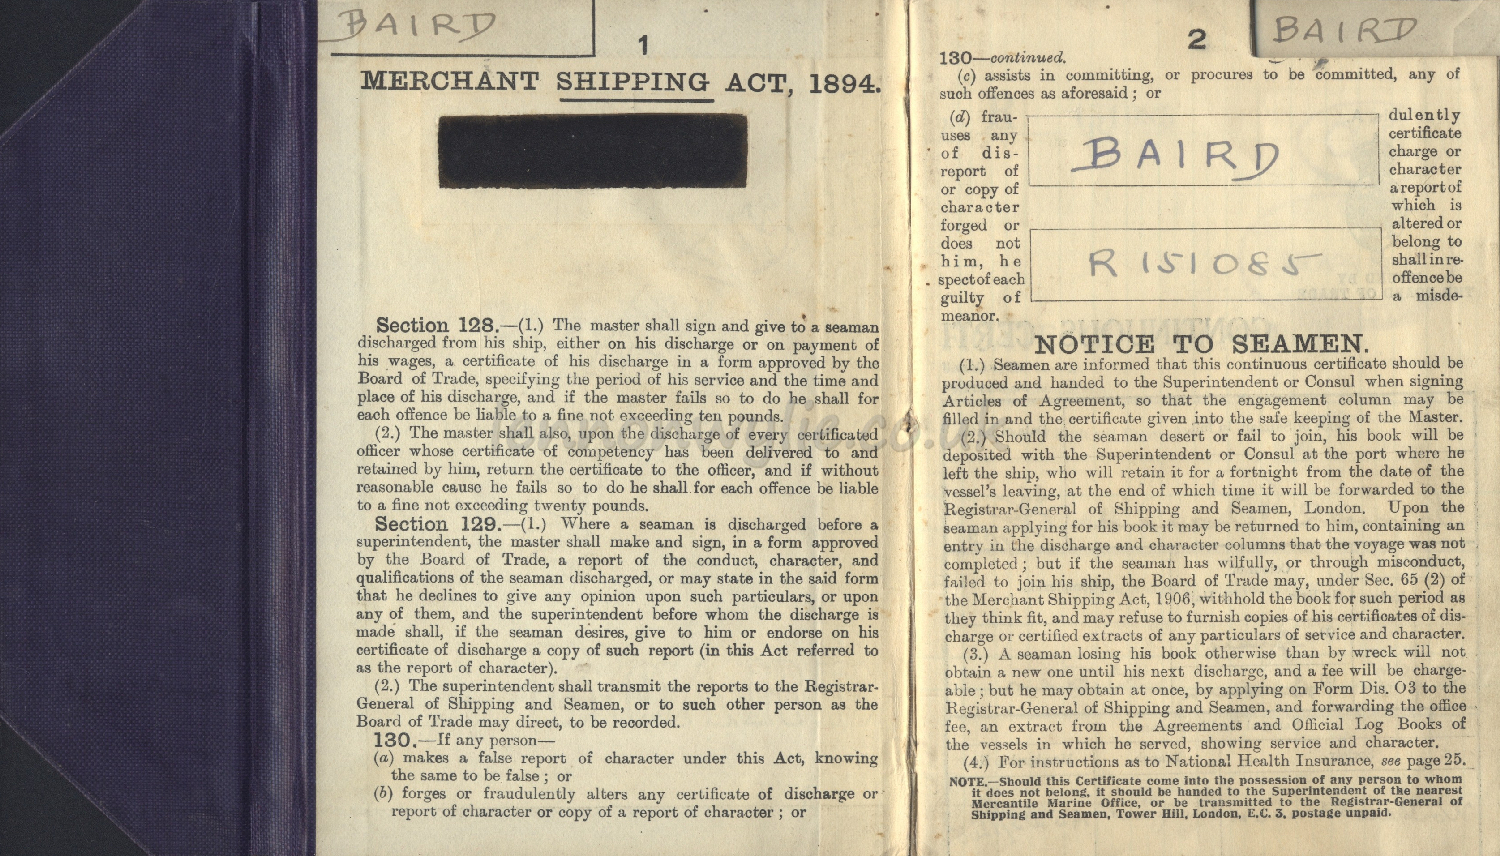 BAIRD
1
MERCHANT SHIPPING ACT, 1894.
Section 128.—(1.) The master shall sign and give to a seaman
discharged from his ship, either on his discharge or on payment of
his wages, a certificate of his discharge in a form approved by the
Board of Trade, specifying the period of his service and the time and
place of his discharge, and if the master fails so to do he shall for
each offence be liable to a fine not exceeding ten pounds.
(2.) The master shall also, upon the discharge of every certificated
officer whose certificate of competency has been delivered to and
retained by him, return the certificate to the officer, and if without
reasonable cause he fails so to do he shall for each offence be liable
to a fine not exceeding twenty pounds.
Section 129.—(1.) Where a seaman is discharged before a
superintendent, the master shall make and sign, in a form approved
by the Board of Trade, a report of the conduct, character, and
qualifications of the seaman discharged, or may state in the said form
that he declines to give any opinion upon such particulars, or upon
any of them, and the superintendent before whom the discharge is
made shall, if the seaman desires, give to him or endorse on his
certificate of discharge a copy of such report (in this Act referred to
as the report of character).
(2.) The superintendent shall transmit the reports to the Registrar-
General of Shipping and Seamen, or to such other person as the
Board of Trade may direct, to be recorded.
130.—If any person—
(a) makes a false report of character under this Act, knowing
the same to be false; or
(b) forges or fraudulently alters any certificate of discharge or
report of character or copy of a report of character; or
2
BAIRD
130—continued.
(c) assists in committing, or procures to be committed, any of
such offences as aforesaid; or
(d) frau- dulently
uses any certificate
of dis- charge or
report of character
or copy of a report of
character which is
forged or altered or
does not belong to
him, he shall in re-
spect of each offence be
guilty of a misde-
meanor.
BAIRD
R 151085
NOTICE TO SEAMEN.
(1.) Seamen are informed that this continuous certificate should be
produced and handed to the Superintendent or Consul when signing
Articles of Agreement, so that the engagement column may be
filled in and the certificate given into the safe keeping of the Master.
(2.) Should the seaman desert or fail to join, his book will be
deposited with the Superintendent or Consul at the port where he
left the ship, who will retain it for a fortnight from the date of the
vessel's leaving, at the end of which time it will be forwarded to the
Registrar-General of Shipping and Seamen, London. Upon the
seaman applying for his book it may be returned to him, containing an
entry in the discharge and character columns that the voyage was not
completed; but if the seaman has wilfully, or through misconduct,
failed to join his ship, the Board of Trade may, under Sec. 65 (2) of
the Merchant Shipping Act, 1906, withhold the book for such period as
they think fit, and may refuse to furnish copies of his certificates of dis-
charge or certified extracts of any particulars of service and character.
(3.) A seaman losing his book otherwise than by wreck will not
obtain a new one until his next discharge, and a fee will be charge-
able; but he may obtain at once, by applying on Form Dis. O3 to the
Registrar-General of Shipping and Seamen, and forwarding the office
fee, an extract from the Agreements and Official Log Books of
the vessels in which he served, showing service and character.
(4.) For instructions as to National Health Insurance, see page 25.
NOTE.—Should this Certificate come into the possession of any person to whom
it does not belong, it should be handed to the Superintendent of the nearest
Mercantile Marine Office, or be transmitted to the Registrar-General of
Shipping and Seamen, Tower Hill, London, E.C. 3, postage unpaid.